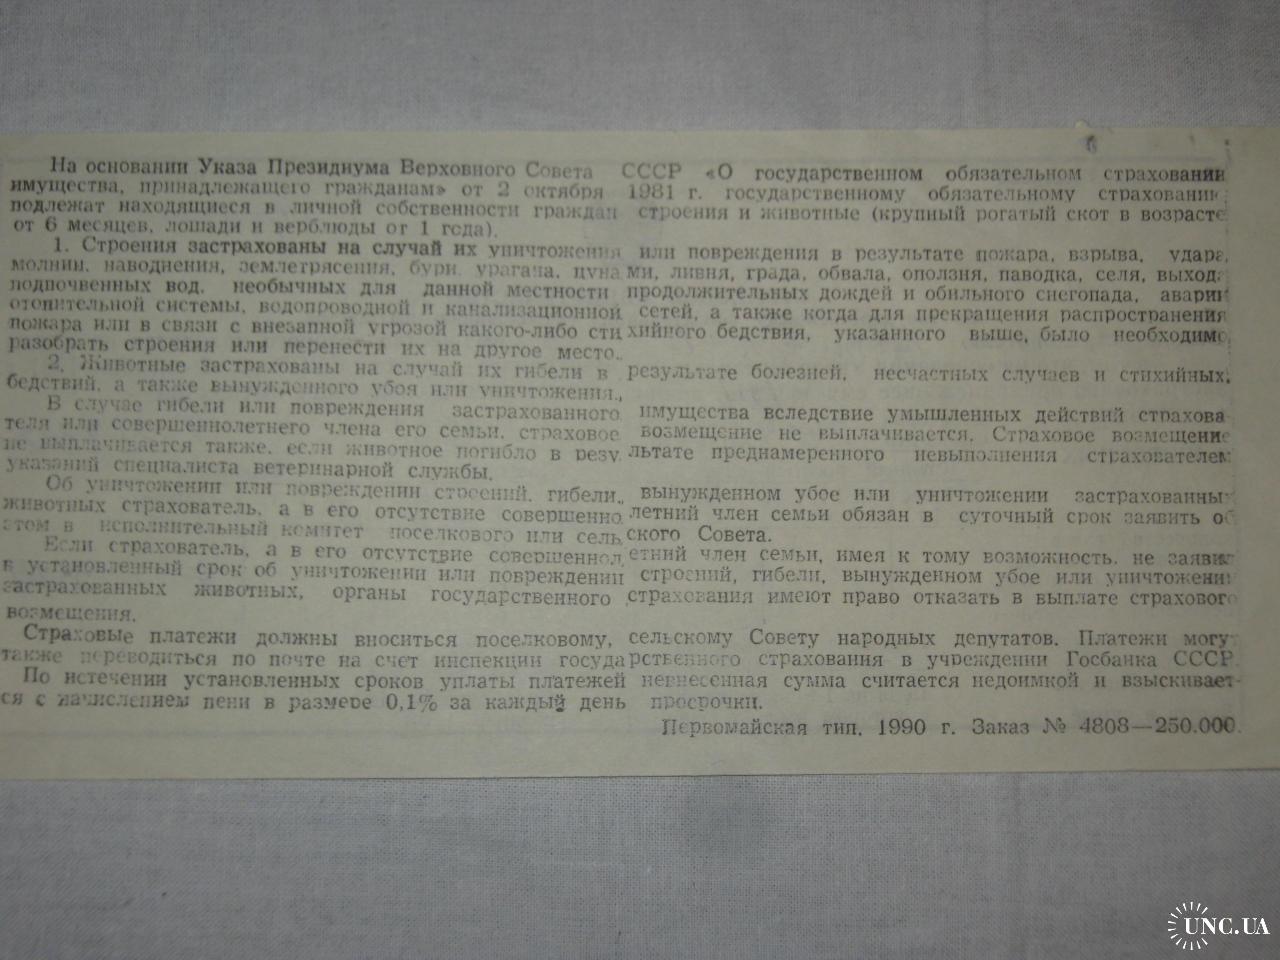 На основании Указа Президиума Верховного Совета СССР «О государственном обязательном страховании
имущества, принадлежащего гражданам» от 2 октября 1981 г. государственному обязательному страхованию
подлежат находящиеся в личной собственности граждан строения и животные (крупный рогатый скот в возрасте
от 6 месяцев, лошади и верблюды от 1 года).
1. Строения застрахованы на случай их уничтожения или повреждения в результате пожара, взрыва, удара
молнии, наводнения, землетрясения, бури, урагана, цунами, ливня, града, обвала, оползня, паводка, селя, выхода
подпочвенных вод, необычных для данной местности продолжительных дождей и обильного снегопада, аварии
отопительной системы, водопроводной и канализационной сетей, а также когда для прекращения распространения
пожара или в связи с внезапной угрозой какого-либо стихийного бедствия, указанного выше, было необходимо
разобрать строения или перенести их на другое место.
2. Животные застрахованы на случай их гибели в результате болезней, несчастных случаев и стихийных
бедствий, а также вынужденного убоя или уничтожения.
В случае гибели или повреждения застрахованного имущества вследствие умышленных действий страхова
теля или совершеннолетнего члена его семьи, страховое возмещение не выплачивается. Страховое возмещение
не выплачивается также, если животное погибло в результате преднамеренного невыполнения страхователем
указаний специалиста ветеринарной службы.
Об уничтожении или повреждении строений, гибели, вынужденном убое или уничтожении застрахованных
животных страхователь, а в его отсутствие совершеннолетний член семьи обязан в суточный срок заявить об
этом в исполнительный комитет поселкового или сельского Совета.
Если страхователь, а в его отсутствие совершеннолетний член семьи, имея к тому возможность, не заявил
в установленный срок об уничтожении или повреждении строений, гибели, вынужденном убое или уничтожении
застрахованных животных, органы государственного страхования имеют право отказать в выплате страхового
возмещения.
Страховые платежи должны вноситься поселковому, сельскому Совету народных депутатов. Платежи могут
также переводиться по почте на счет инспекции государственного страхования в учреждении Госбанка СССР.
По истечении установленных сроков уплаты платежей невнесенная сумма считается недоимкой и взыскивает-
ся с начислением пени в размере 0,1% за каждый день просрочки.
Первомайская тип. 1990 г. Заказ № 4808—250.000.
UNC.UA